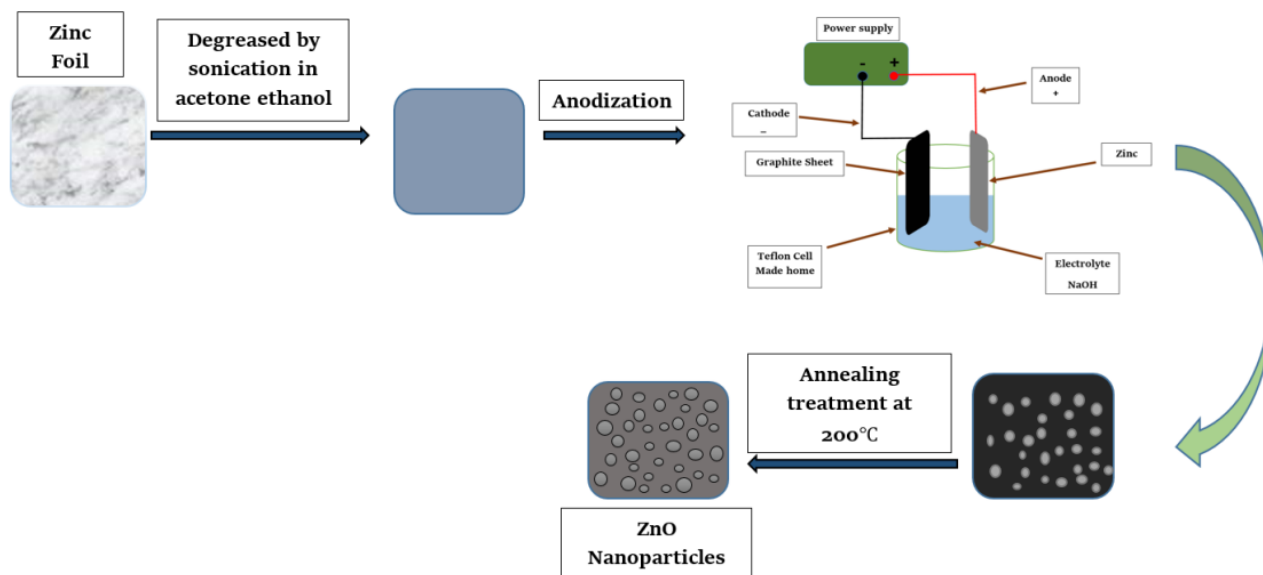 Zinc
Foil
Degreased by
sonication in
acetone ethanol
Anodization
Power supply
- +
Anode
+
Cathode
–
Graphite Sheet
Zinc
Teflon Cell
Made home
Electrolyte
NaOH
Annealing
treatment at
200°C
ZnO
Nanoparticles